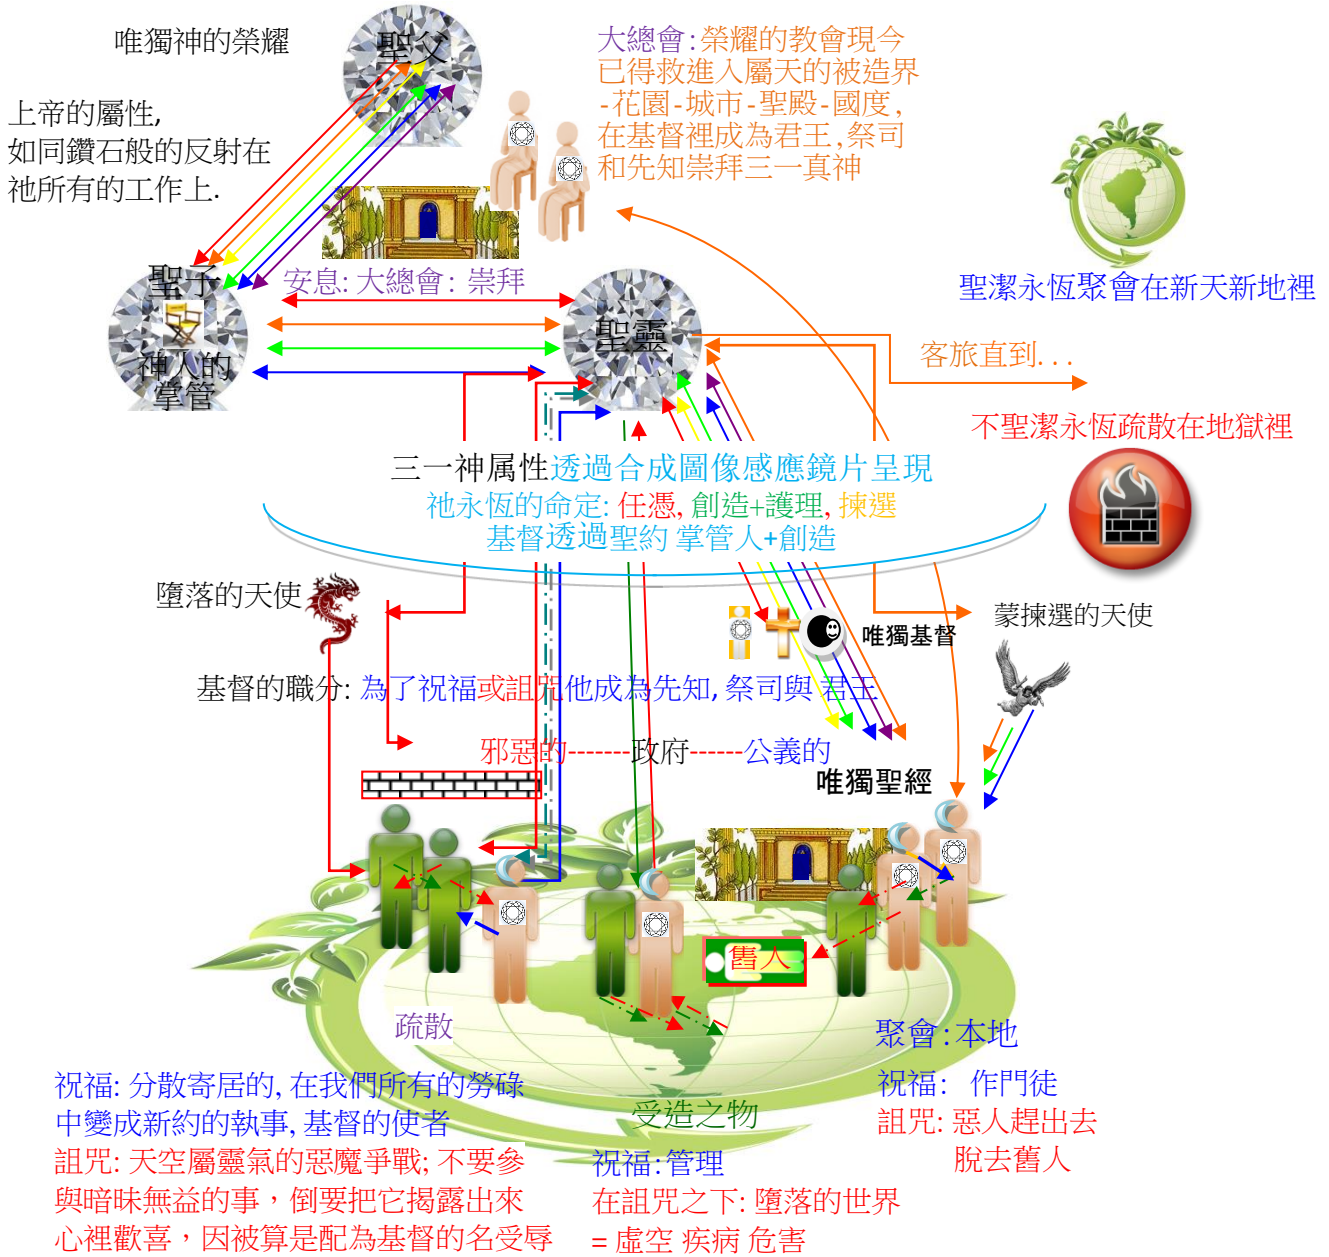 唯獨神的榮耀
聖父
大總會:榮耀的教會現今
已得救進入屬天的被造界
-花園-城市-聖殿-國度,
在基督裡成為君王,祭司
和先知崇拜三一真神
上帝的屬性,
如同鑽石般的反射在
祂所有的工作上.
聖子
神人的
掌管
安息: 大總會: 崇拜
聖靈
聖潔永恆聚會在新天新地裡
客旅直到...
不聖潔永恆疏散在地獄裡
三一神属性透過合成圖像感應鏡片呈現
祂永恆的命定: 任憑, 創造+護理, 揀選
基督透過聖約 掌管人+創造
墮落的天使
唯獨基督
蒙揀選的天使
基督的職分: 為了祝福或詛咒他成為先知, 祭司與 君王
邪惡的-------政府------公義的
唯獨聖經
舊人
疏散
聚會:本地
祝福: 分散寄居的, 在我們所有的勞碌
中變成新約的執事, 基督的使者
詛咒: 天空屬靈氣的惡魔爭戰; 不要參
與暗昧無益的事，倒要把它揭露出來
心裡歡喜，因被算是配為基督的名受辱
受造之物
祝福:管理
在詛咒之下: 墮落的世界
= 虛空 疾病 危害
祝福: 作門徒
詛咒: 惡人趕出去
脫去舊人